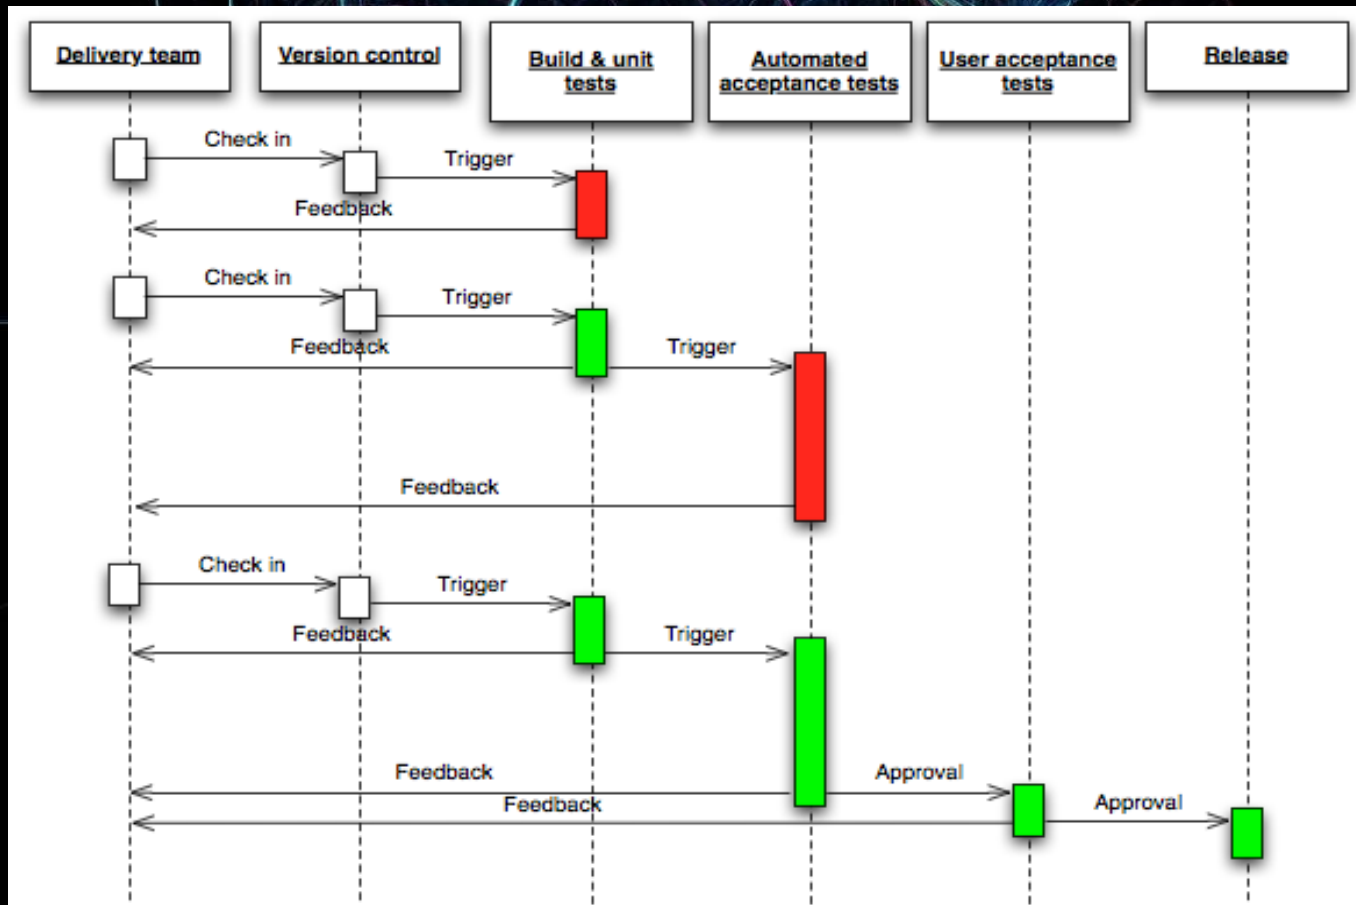 Delivery team
Version control
Build & unit
tests
Automated
acceptance tests
User acceptance
tests
Release
Check in
Trigger
Feedback
Check in
Trigger
Feedback
Trigger
Feedback
Check in
Trigger
Feedback
Trigger
Feedback
Approval
Feedback
Approval